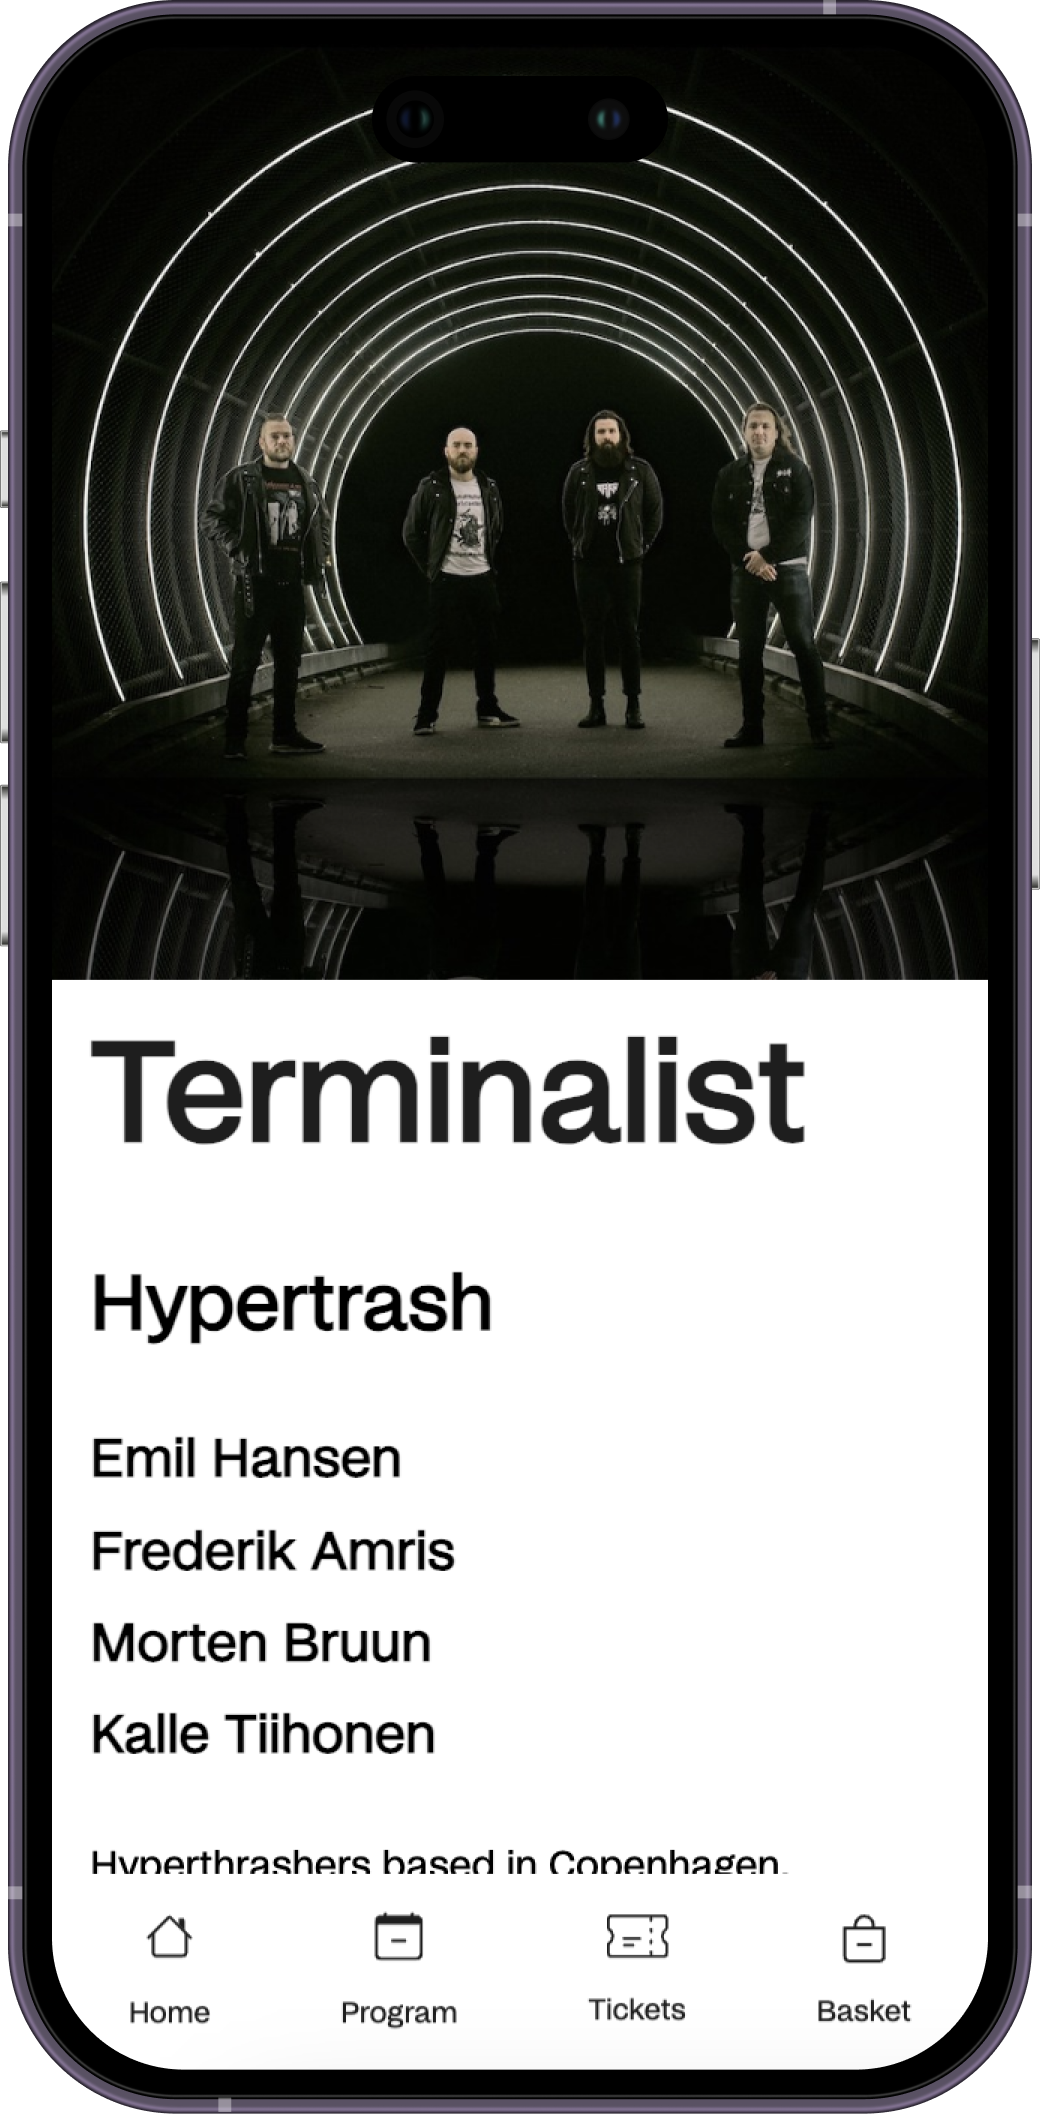 Terminalist
Hypertrash
Emil Hansen
Frederik Amris
Morten Bruun
Kalle Tiihonen
Hyperthrashers based in Copenhagen.
Home
Program
Tickets
Basket